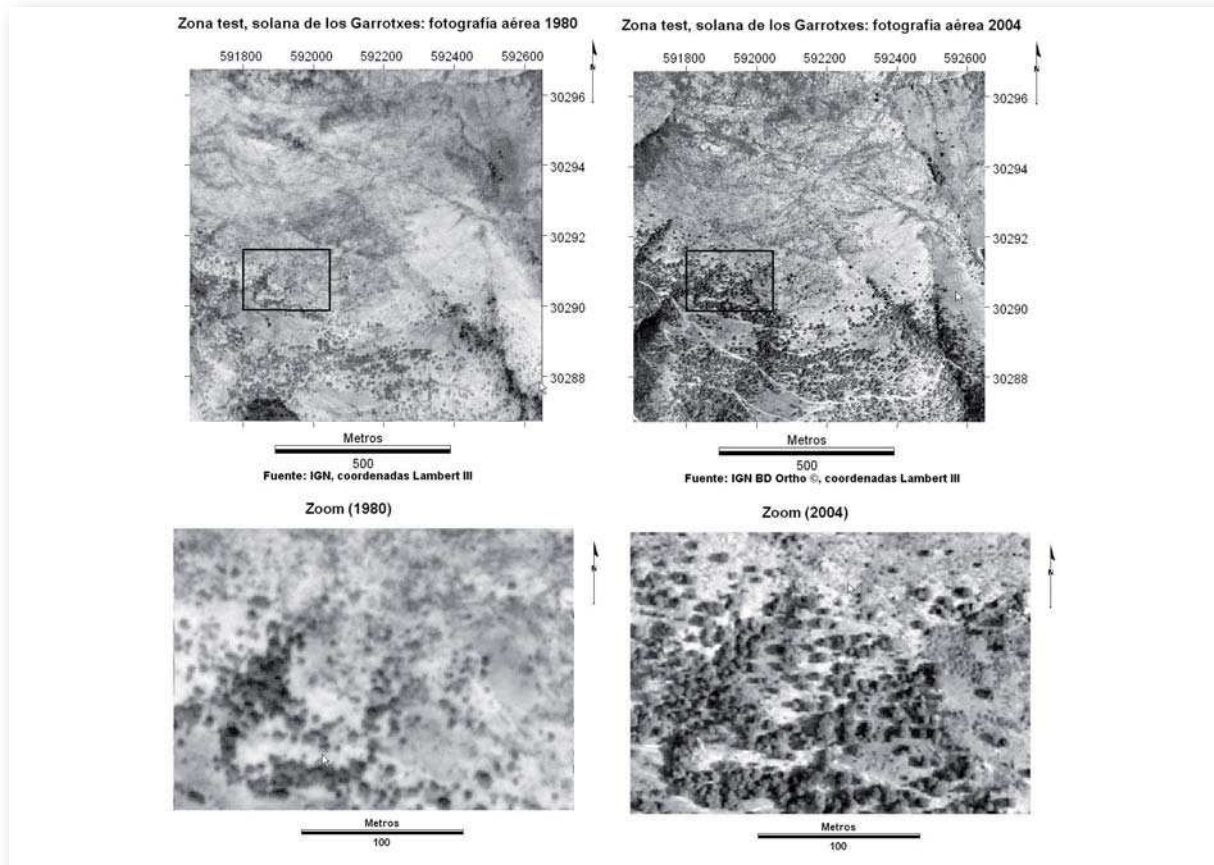 Zona test, solana de los Garrotxes: fotografía aérea 1980
591800 592000 592200 592400 592600
N
30296
30294
30292
30290
30288
Metros
500
Fuente: IGN, coordenadas Lambert III
Zona test, solana de los Garrotxes: fotografía aérea 2004
591800 592000 592200 592400 592600
N
30296
30294
30292
30290
30288
Metros
500
Fuente: IGN BD Ortho ©, coordenadas Lambert III
Zoom (1980)
N
Metros
100
Zoom (2004)
N
Metros
100